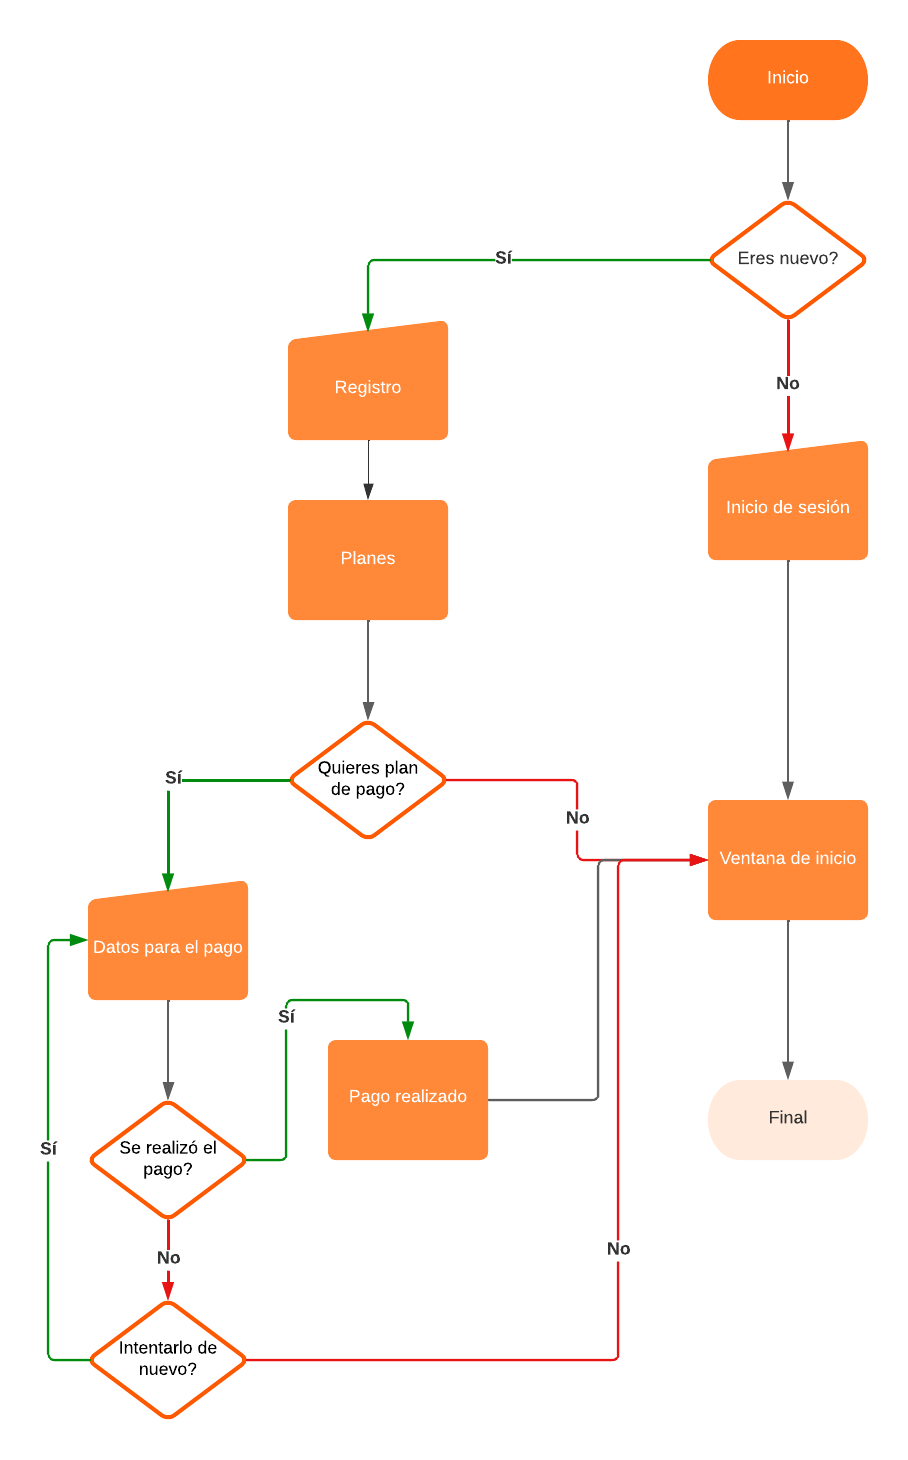 Inicio
Eres nuevo?
Sí
No
Registro
Inicio de sesión
Planes
Quieres plan
de pago?
Sí
No
Ventana de inicio
Datos para el pago
Sí
Pago realizado
Final
Se realizó el
pago?
Sí
No
No
Intentarlo de
nuevo?